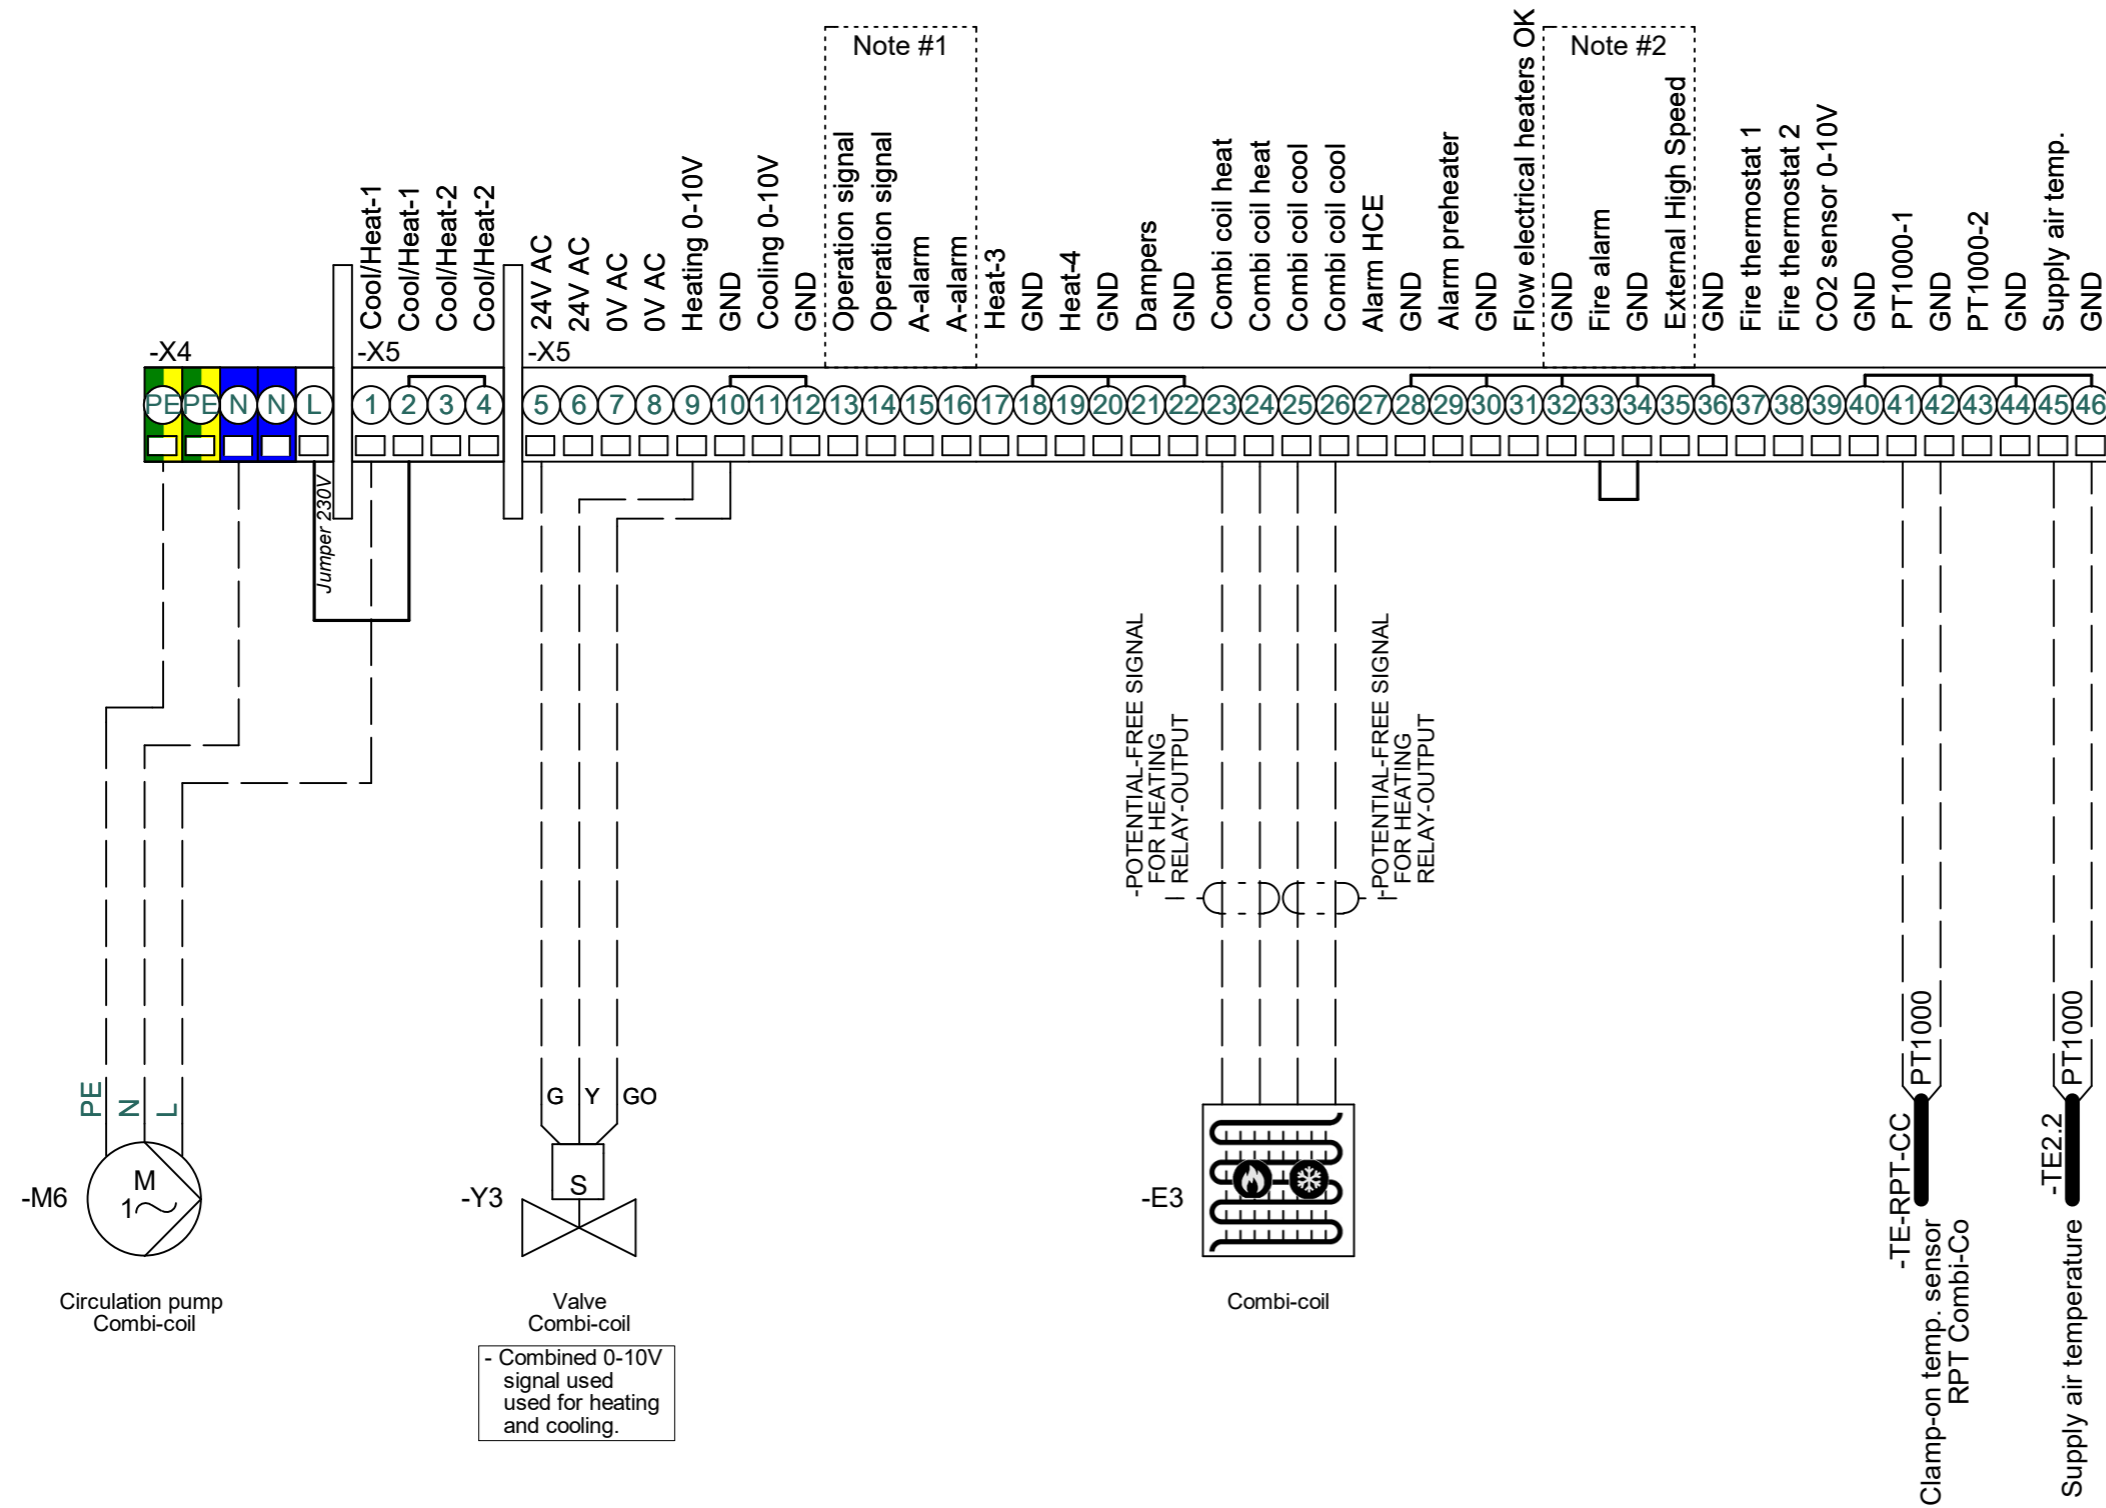 Note #1
Note #2
Cool/Heat-1
Cool/Heat-1
Cool/Heat-2
Cool/Heat-2
24V AC
24V AC
0V AC
0V AC
Heating 0-10V
GND
Cooling 0-10V
GND
Operation signal
Operation signal
A-alarm
A-alarm
Heat-3
GND
Heat-4
GND
Dampers
GND
Combi coil heat
Combi coil heat
Combi coil cool
Combi coil cool
Alarm HCE
GND
Alarm preheater
GND
Flow electrical heaters OK
GND
Fire alarm
GND
External High Speed
GND
Fire thermostat 1
Fire thermostat 2
CO2 sensor 0-10V
GND
PT1000-1
GND
PT1000-2
GND
Supply air temp.
GND
-X4
-X5
-X5
PE PE N N L 1 2 3 4 5 6 7 8 9 10 11 12 13 14 15 16 17 18 19 20 21 22 23 24 25 26 27 28 29 30 31 32 33 34 35 36 37 38 39 40 41 42 43 44 45 46
Jumper 230V
-POTENTIAL-FREE SIGNAL
FOR HEATING
RELAY-OUTPUT
-POTENTIAL-FREE SIGNAL
FOR HEATING
RELAY-OUTPUT
PE
N
L
G
Y
GO
PT1000
PT1000
-M6
M
1
-Y3
S
-E3
-TE-RPT-CC
-TE2.2
Circulation pump
Combi-coil
Valve
Combi-coil
- Combined 0-10V
signal used
used for heating
and cooling.
Combi-coil
Clamp-on temp. sensor
RPT Combi-Co
Supply air temperature